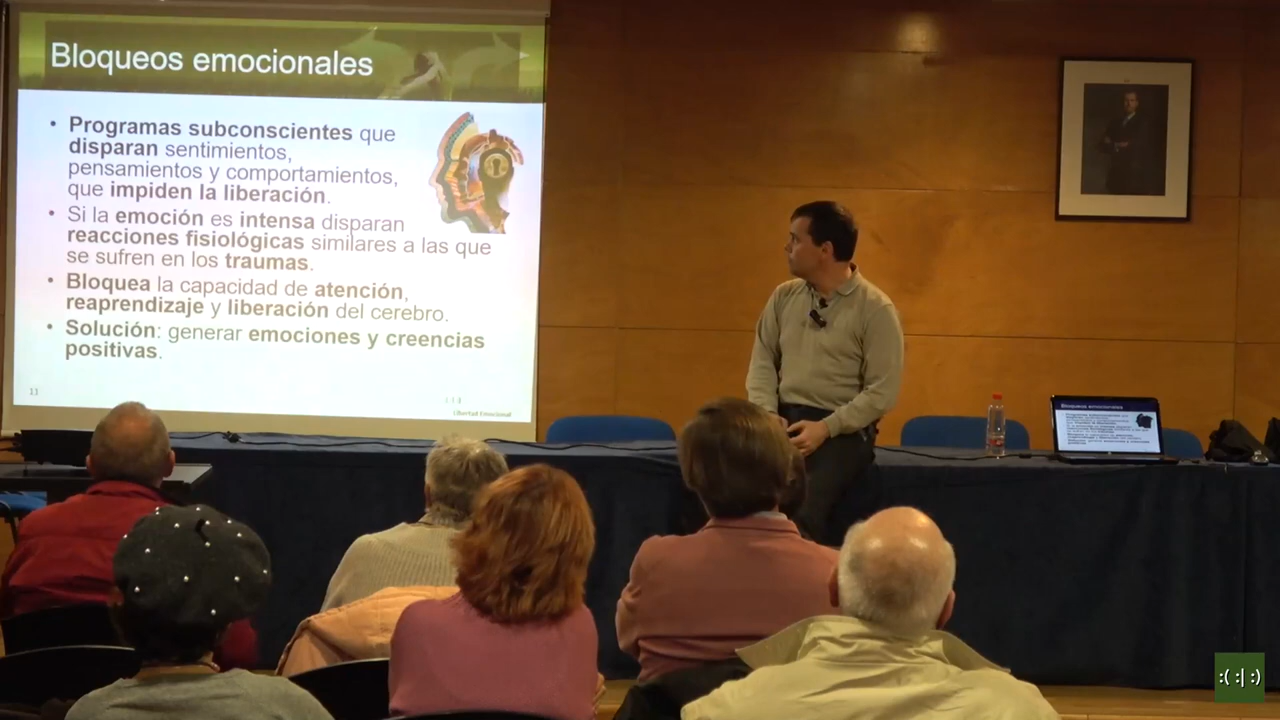 Bloqueos emocionales
• Programas subconscientes que
disparan sentimientos,
pensamientos y comportamientos,
que impiden la liberación.
• Si la emoción es intensa disparan
reacciones fisiológicas similares a las que
se sufren en los traumas.
• Bloquea la capacidad de atención,
reaprendizaje y liberación del cerebro.
• Solución: generar emociones y creencias
positivas.
11
Libertad Emocional
Bloqueos emocionales
:( :| :)